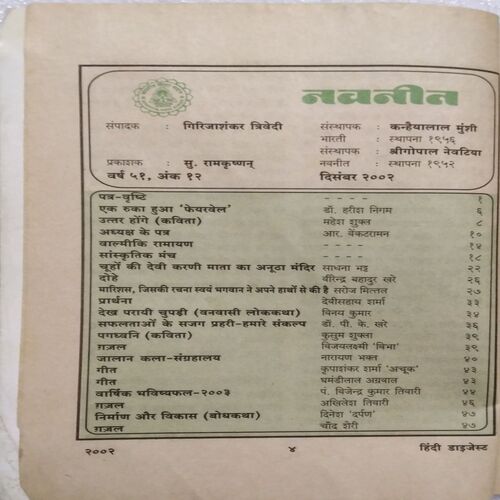 नवनीत
संपादक : गिरिजाशंकर त्रिवेदी
संस्थापक : कन्हैयालाल मुंशी
भारती : स्थापना १९५६
संस्थापक : श्रीगोपाल नेवटिया
प्रकाशक : सु. रामकृष्णन् नवनीत : स्थापना १९५२
वर्ष ५१, अंक १२ दिसंबर २००२
पत्र-वृष्टि - - - - १
एक रुका हुआ 'फेयरवेल' डॉ. हरीश निगम ६
उत्तर होंगे (कविता) महेश शुक्ल ८
अध्यक्ष के पत्र आर. वेंकटरामन १०
वाल्मीकि रामायण - - - - १४
सांस्कृतिक मंच - - - - १८
चूहों की देवी करणी माता का अनूठा मंदिर साधना भट्ट २२
दोहे वीरेन्द्र बहादुर खरे २६
मारिशस, जिसकी रचना स्वयं भगवान ने अपने हाथों से की है सरोज मित्तल २७
प्रार्थना देवीसहाय शर्मा ३३
देख परायी चुपड़ी (वनवासी लोककथा) विनय कुमार ३४
सफलताओं के सजग प्रहरी-हमारे संकल्प डॉ. पी. के. खरे ३६
पगध्वनि (कविता) कुसुम शुक्ला ३९
ग़ज़ल विजयलक्ष्मी 'विभा' ३९
जालान कला-संग्रहालय नारायण भक्त ४०
गीत कृपाशंकर शर्मा 'अचूक' ४३
गीत घमंडीलाल अग्रवाल ४३
वार्षिक भविष्यफल-२००३ पं. विजेन्द्र कुमार तिवारी ४४
ग़ज़ल अखिलेश तिवारी ४६
निर्माण और विकास (बोधकथा) दिनेश 'दर्पण' ४७
ग़ज़ल चाँद शेरी ४७
२००२ ४ हिंदी डाइजेस्ट